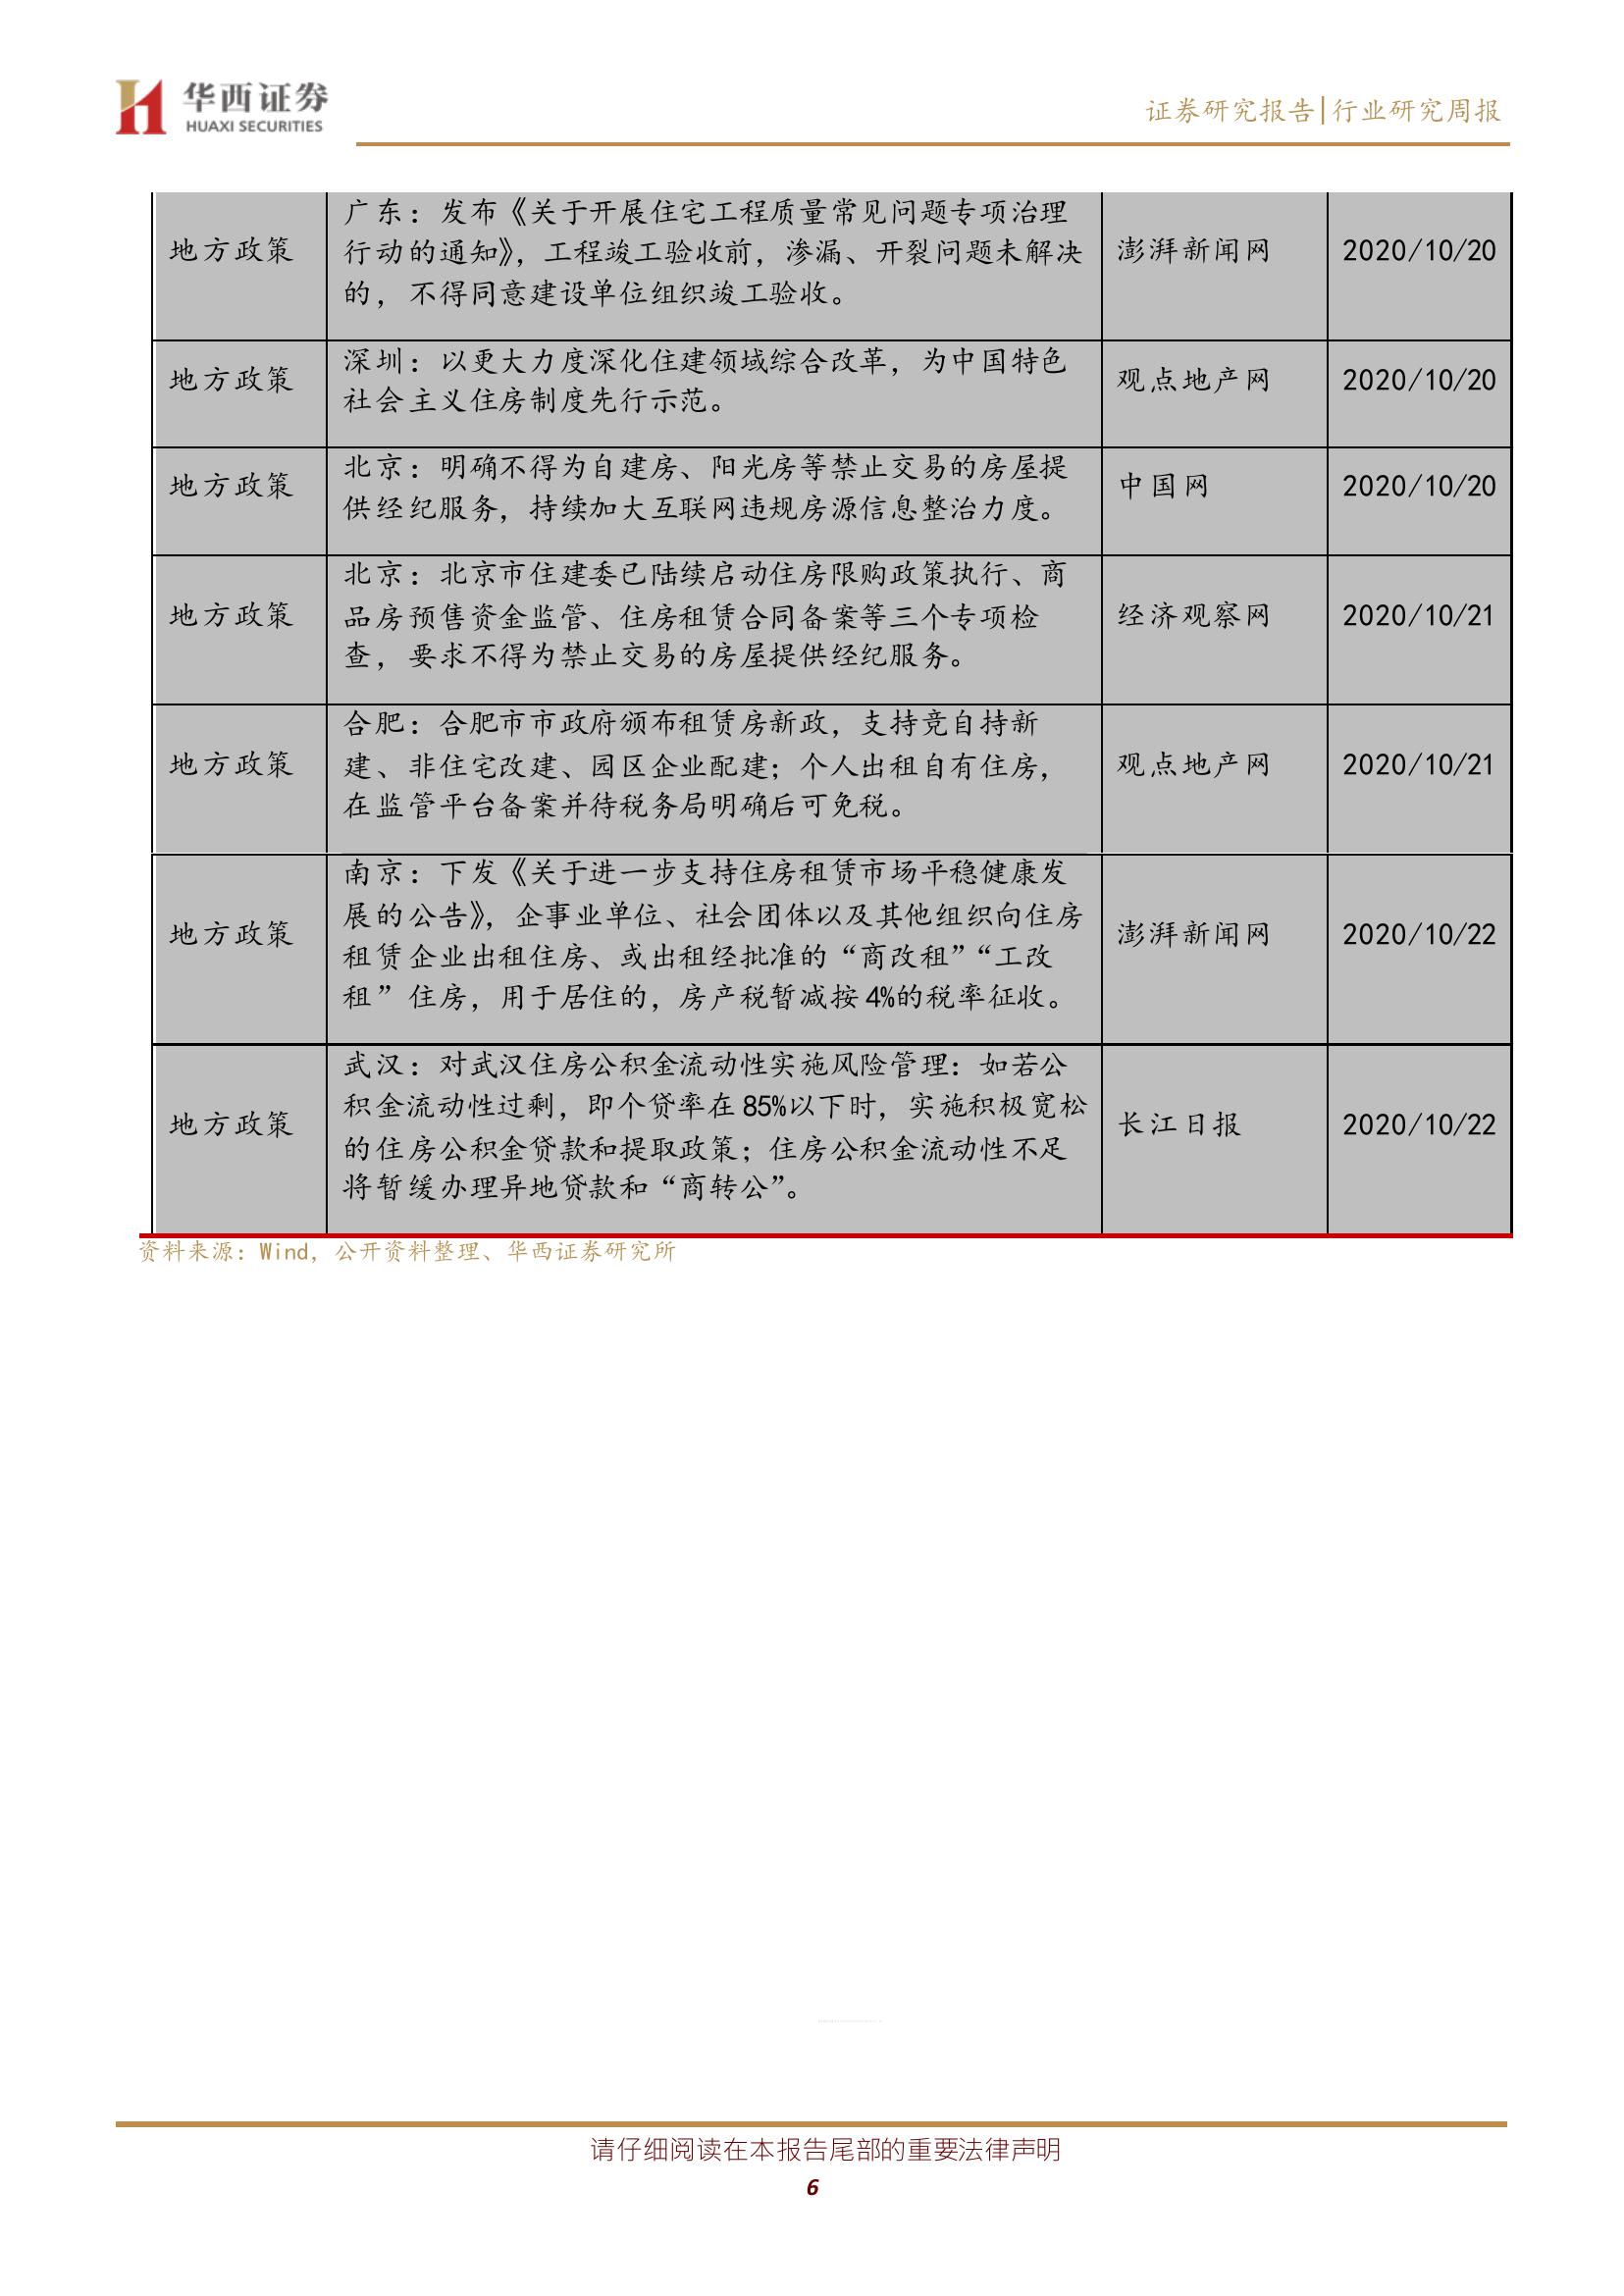 华西证券
HUAXI SECURITIES
证券研究报告|行业研究周报
地方政策
广东：发布《关于开展住宅工程质量常见问题专项治理
行动的通知》，工程竣工验收前，渗漏、开裂问题未解决
的，不得同意建设单位组织竣工验收。
澎湃新闻网
2020/10/20
地方政策
深圳：以更大力度深化住建领域综合改革，为中国特色
社会主义住房制度先行示范。
观点地产网
2020/10/20
地方政策
北京：明确不得为自建房、阳光房等禁止交易的房屋提
供经纪服务，持续加大互联网违规房源信息整治力度。
中国网
2020/10/20
地方政策
北京：北京市住建委已陆续启动住房限购政策执行、商
品房预售资金监管、住房租赁合同备案等三个专项检
查，要求不得为禁止交易的房屋提供经纪服务。
经济观察网
2020/10/21
地方政策
合肥：合肥市市政府颁布租赁房新政，支持竞自持新
建、非住宅改建、园区企业配建；个人出租自有住房，
在监管平台备案并待税务局明确后可免税。
观点地产网
2020/10/21
地方政策
南京：下发《关于进一步支持住房租赁市场平稳健康发
展的公告》，企事业单位、社会团体以及其他组织向住房
租赁企业出租住房、或出租经批准的“商改租”“工改
租”住房，用于居住的，房产税暂减按 4%的税率征收。
澎湃新闻网
2020/10/22
地方政策
武汉：对武汉住房公积金流动性实施风险管理：如若公
积金流动性过剩，即个贷率在 85%以下时，实施积极宽松
的住房公积金贷款和提取政策；住房公积金流动性不足
将暂缓办理异地贷款和“商转公”。
长江日报
2020/10/22
资料来源：Wind，公开资料整理、华西证券研究所
请仔细阅读在本报告尾部的重要法律声明
6